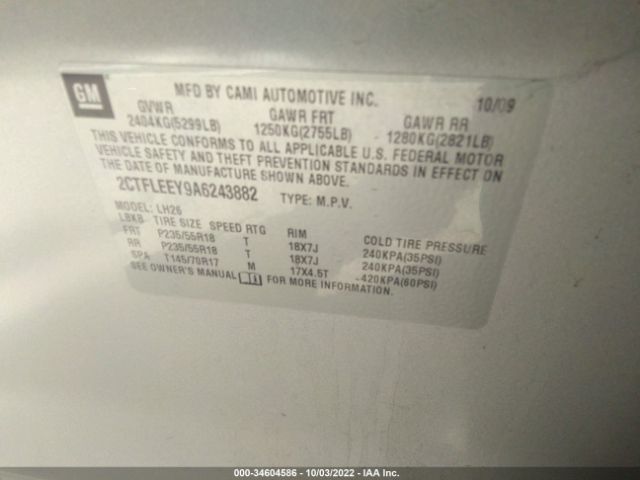 GM
MFD BY CAMI AUTOMOTIVE INC. 10/09
GVWR GAWR FRT GAWR RR
2404KG(5299LB) 1250KG(2755LB) 1280KG(2821LB)
THIS VEHICLE CONFORMS TO ALL APPLICABLE U.S. FEDERAL MOTOR
VEHICLE SAFETY AND THEFT PREVENTION STANDARDS IN EFFECT ON
THE DATE OF MANUFACTURE SHOWN ABOVE.
2CTFLEEY9A6243882 TYPE: M.P.V.
MODEL: LH26
LBKB TIRE SIZE SPEED RTG RIM COLD TIRE PRESSURE
FRT P235/55R18 T 18X7J 240KPA(35PSI)
RR P235/55R18 T 18X7J 240KPA(35PSI)
SPA T145/70R17 M 17X4.5T 420KPA(60PSI)
SEE OWNER'S MANUAL FOR MORE INFORMATION.
000-34604586 - 10/03/2022 - IAA Inc.